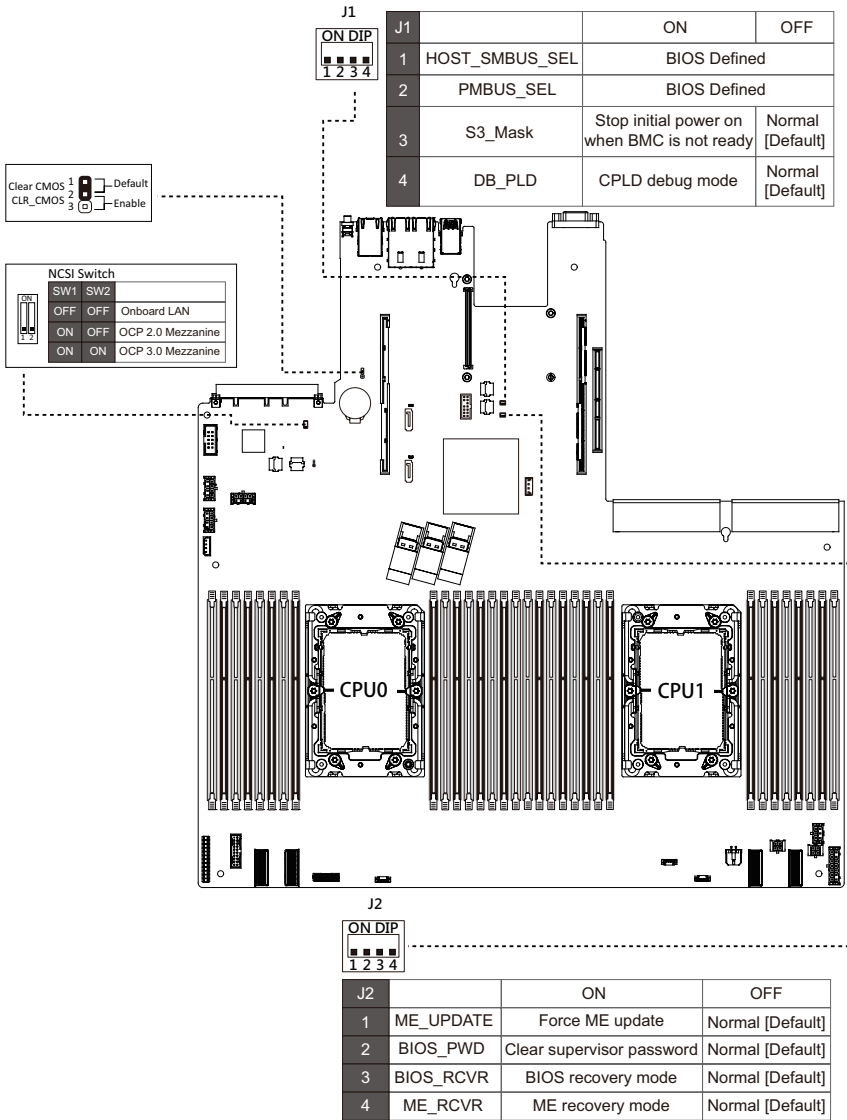 J1
ON DIP
1 2 3 4
J1 ON OFF
1 HOST_SMBUS_SEL BIOS Defined
2 PMBUS_SEL BIOS Defined
3 S3_Mask Stop initial power on when BMC is not ready Normal [Default]
4 DB_PLD CPLD debug mode Normal [Default]
Clear CMOS 1 Default
CLR_CMOS 2
3 Enable
NCSI Switch
ON
1 2
SW1 SW2
OFF OFF Onboard LAN
ON OFF OCP 2.0 Mezzanine
ON ON OCP 3.0 Mezzanine
CPU0
CPU1
J2
ON DIP
1 2 3 4
J2 ON OFF
1 ME_UPDATE Force ME update Normal [Default]
2 BIOS_PWD Clear supervisor password Normal [Default]
3 BIOS_RCVR BIOS recovery mode Normal [Default]
4 ME_RCVR ME recovery mode Normal [Default]